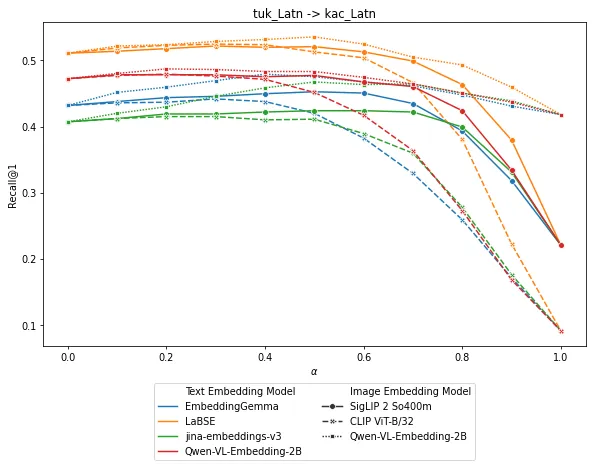 tuk_Latn -> kac_Latn
Recall@1
0.5
0.4
0.3
0.2
0.1
0.0 0.2 0.4 0.6 0.8 1.0
α
Text Embedding Model Image Embedding Model
EmbeddingGemma SigLIP 2 So400m
LaBSE CLIP ViT-B/32
jina-embeddings-v3 Qwen-VL-Embedding-2B
Qwen-VL-Embedding-2B